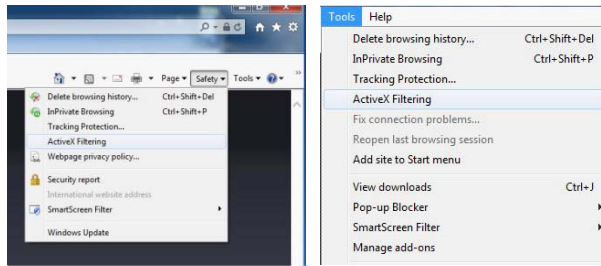 Page Safety Tools
Delete browsing history... Ctrl+Shift+Del
InPrivate Browsing Ctrl+Shift+P
Tracking Protection...
ActiveX Filtering
Webpage privacy policy...
Security report
International website address
SmartScreen Filter
Windows Update
Tools Help
Delete browsing history... Ctrl+Shift+Del
InPrivate Browsing Ctrl+Shift+P
Tracking Protection...
ActiveX Filtering
Fix connection problems...
Reopen last browsing session
Add site to Start menu
View downloads Ctrl+J
Pop-up Blocker
SmartScreen Filter
Manage add-ons